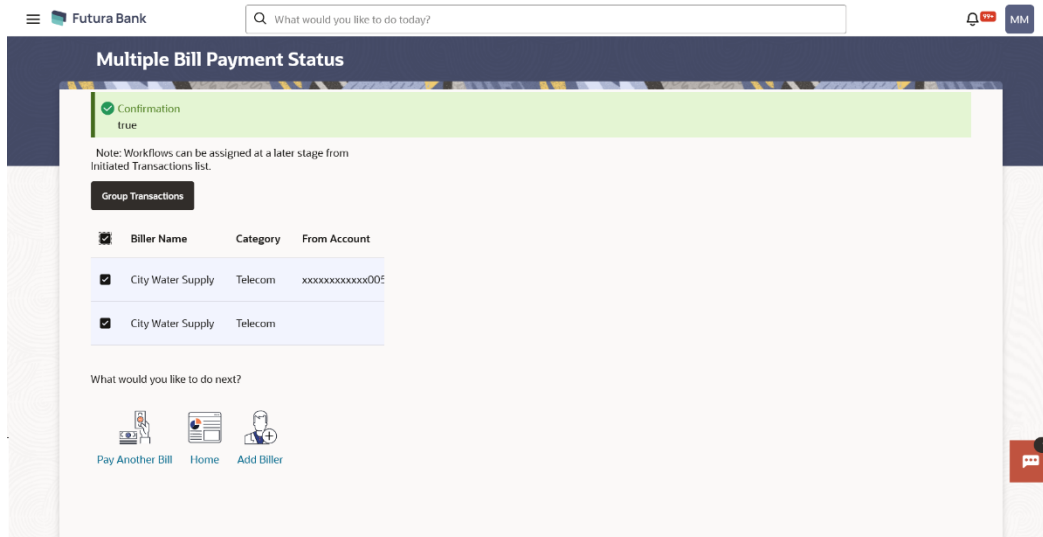 Futura Bank
What would you like to do today?
99+
MM
Multiple Bill Payment Status
Confirmation
true
Note: Workflows can be assigned at a later stage from
Initiated Transactions list.
Group Transactions
Biller Name Category From Account
City Water Supply Telecom xxxxxxxxxxxx005
City Water Supply Telecom
What would you like to do next?
Pay Another Bill Home Add Biller